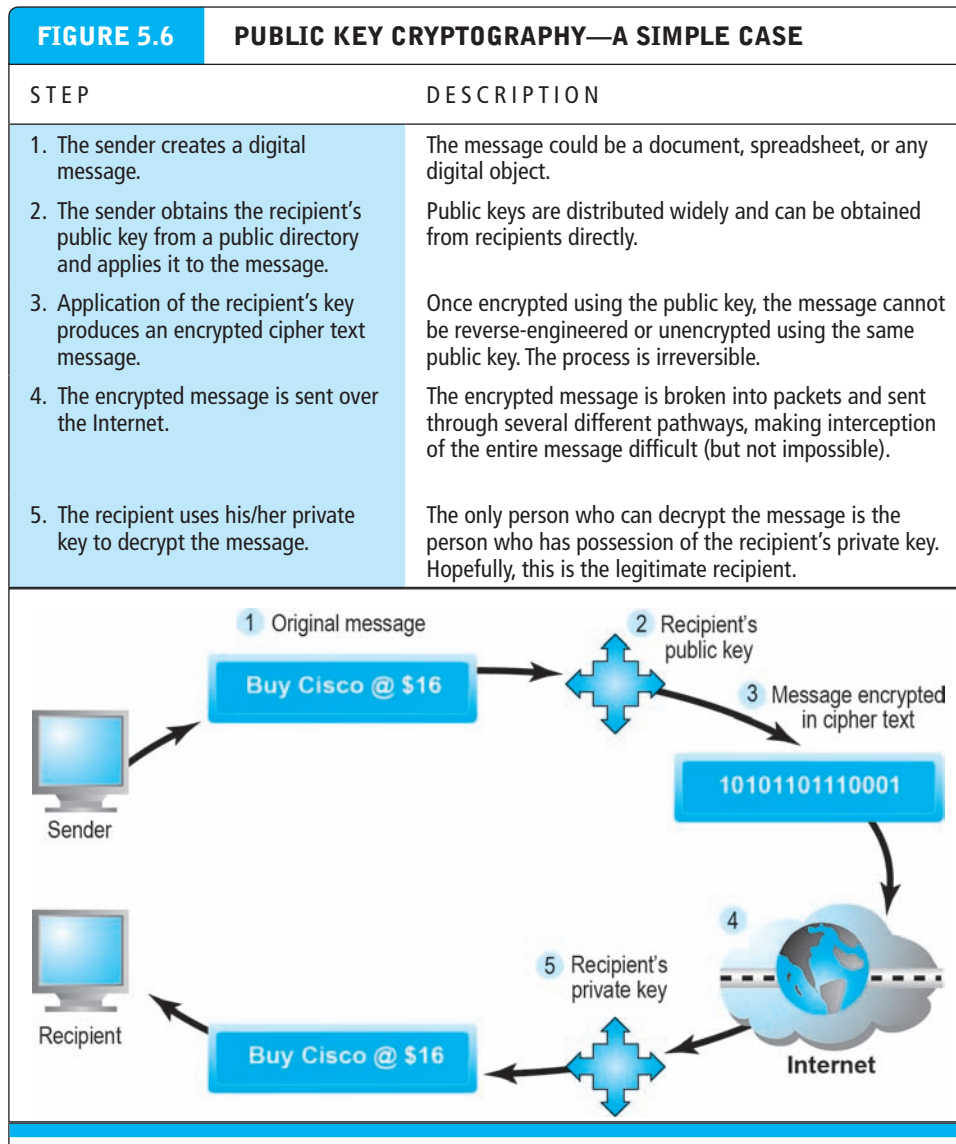 FIGURE 5.6 PUBLIC KEY CRYPTOGRAPHY—A SIMPLE CASE
STEP DESCRIPTION
1. The sender creates a digital
message.
The message could be a document, spreadsheet, or any
digital object.
2. The sender obtains the recipient's
public key from a public directory
and applies it to the message.
Public keys are distributed widely and can be obtained
from recipients directly.
3. Application of the recipient's key
produces an encrypted cipher text
message.
Once encrypted using the public key, the message cannot
be reverse-engineered or unencrypted using the same
public key. The process is irreversible.
4. The encrypted message is sent over
the Internet.
The encrypted message is broken into packets and sent
through several different pathways, making interception
of the entire message difficult (but not impossible).
5. The recipient uses his/her private
key to decrypt the message.
The only person who can decrypt the message is the
person who has possession of the recipient's private key.
Hopefully, this is the legitimate recipient.
1 Original message
Buy Cisco @ $16
2 Recipient's
public key
3 Message encrypted
in cipher text
10101101110001
Sender
4
Internet
5 Recipient's
private key
Buy Cisco @ $16
Recipient